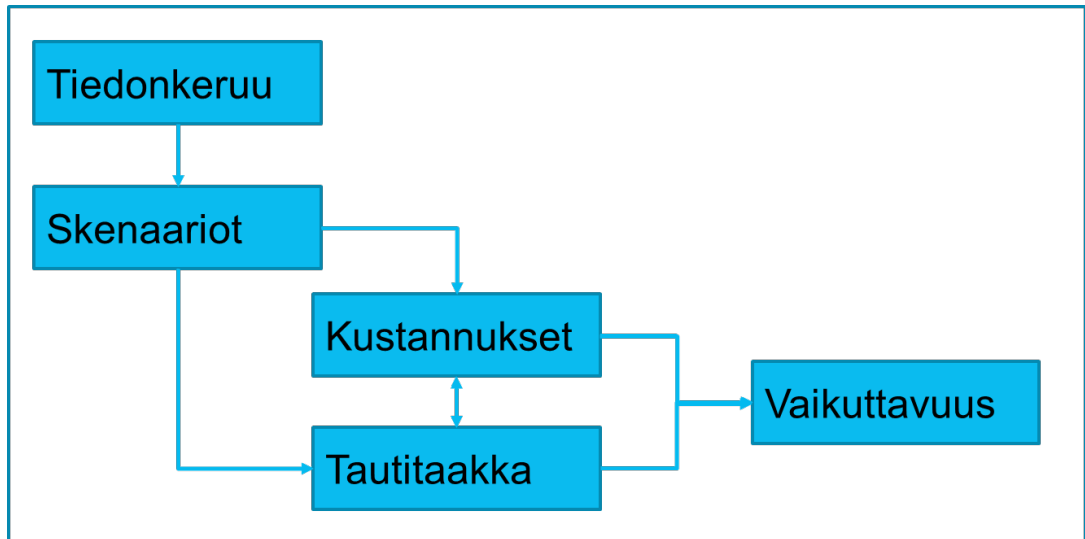 Tiedonkeruu
Skenaariot
Kustannukset
Tautitaakka
Vaikuttavuus